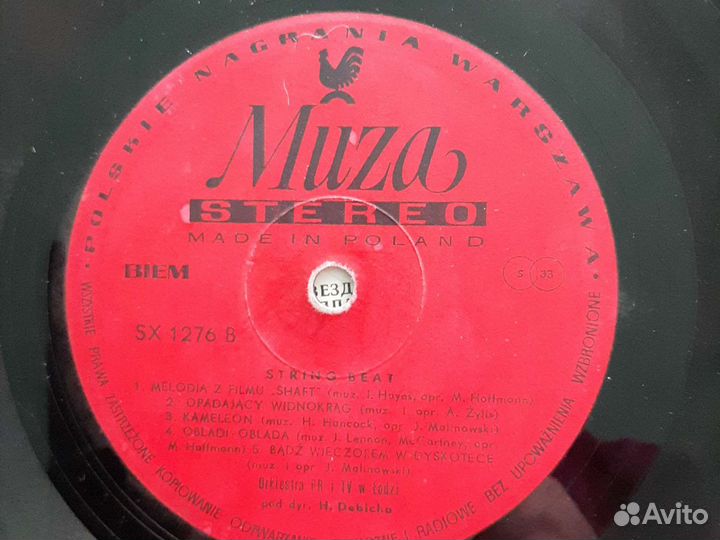 POLSKIE NAGRANIA WARSZAWA
Muza
STEREO
MADE IN POLAND
BIEM
S 33
ВЕЗД
SX 1276 B
STRING BEAT
1. MELODIA Z FILMU „SHAFT" (muz. I. Hayes, opr. M. Hoffmann)
2. OPADAJĄCY WIDNOKRĄG (muz. i opr. A. Żylis)
3. KAMELEON (muz. H. Hancock, opr. J. Malinowski)
4. OBLADI-OBLADA (muz. J. Lennon, McCartney, opr.
M. Hoffmann) 5. BĄDŹ WIECZOREM W DYSKOTECE
(muz. i opr. J. Malinowski)
Orkiestra PR i TV w Łodzi
pod dyr. H. Debicha
WSZYSTKIE PRAWA ZASTRZEŻONE KOPIOWANIE ODTWARZANIE I RADIOWE BEZ UPOWAŻNIENIA WZBRONIONE
Avito